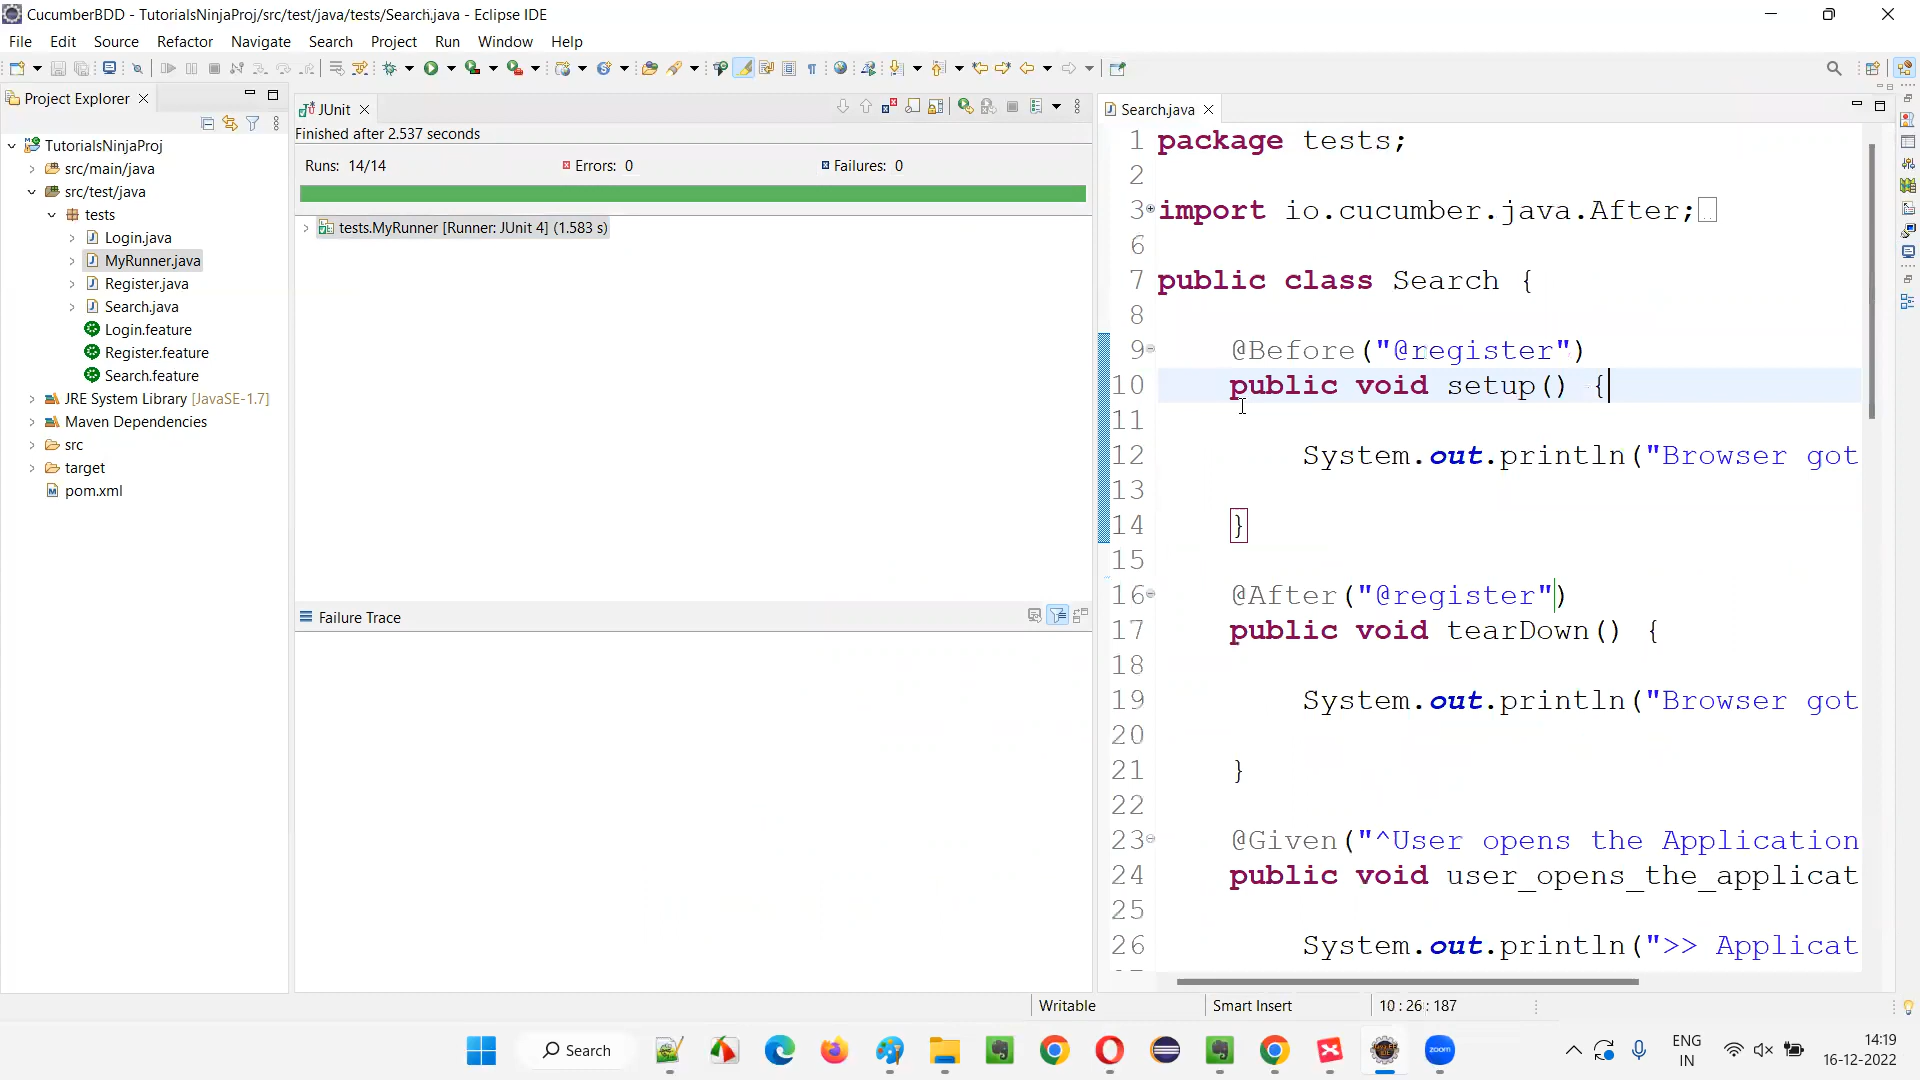 CucumberBDD - TutorialsNinjaProj/src/test/java/tests/Search.java - Eclipse IDE
File Edit Source Refactor Navigate Search Project Run Window Help
Project Explorer
TutorialsNinjaProj
src/main/java
src/test/java
tests
Login.java
MyRunner.java
Register.java
Search.java
Login.feature
Register.feature
Search.feature
JRE System Library [JavaSE-1.7]
Maven Dependencies
src
target
pom.xml
JUnit
Finished after 2.537 seconds
Runs: 14/14 Errors: 0 Failures: 0
tests.MyRunner [Runner: JUnit 4] (1.583 s)
Failure Trace
Search.java
1 package tests;
2
3 import io.cucumber.java.After;
6
7 public class Search {
8
9 @Before("@register")
10 public void setup() {
11
12 System.out.println("Browser got
13
14 }
15
16 @After("@register")
17 public void tearDown() {
18
19 System.out.println("Browser got
20
21 }
22
23 @Given("^User opens the Application
24 public void user_opens_the_applicat
25
26 System.out.println(">> Applicat
Writable Smart Insert 10 : 26 : 187
Search
zoom
ENG
IN
14:19
16-12-2022